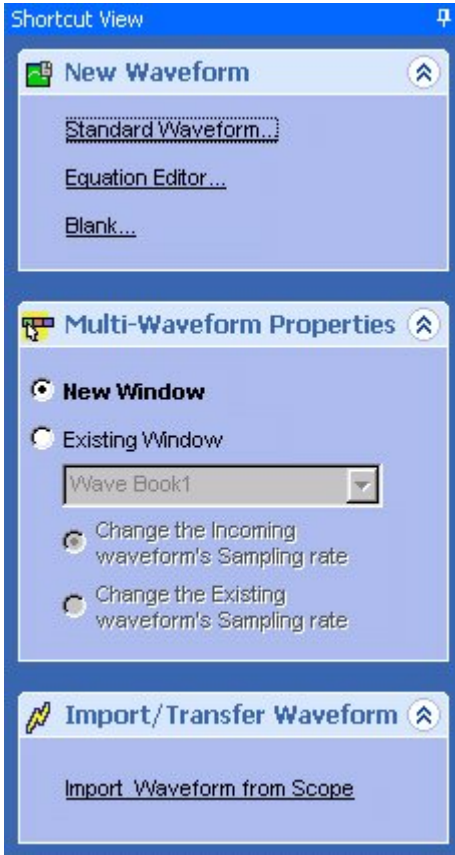 Shortcut View
New Waveform
Standard Waveform...
Equation Editor...
Blank...
Multi-Waveform Properties
New Window
Existing Window
Wave Book1
Change the Incoming
waveform's Sampling rate
Change the Existing
waveform's Sampling rate
Import/Transfer Waveform
Import Waveform from Scope